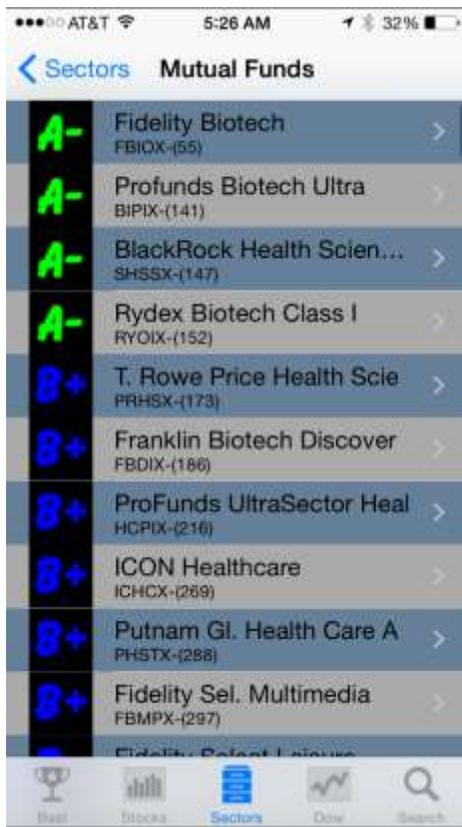 AT&T 5:26 AM 32%
Sectors Mutual Funds
A- Fidelity Biotech
FBIOX-(55)
A- Profunds Biotech Ultra
BIPIX-(141)
A- BlackRock Health Scien...
SHSSX-(147)
A- Rydex Biotech Class I
RYOIX-(152)
B+ T. Rowe Price Health Scie
PRHSX-(173)
B+ Franklin Biotech Discover
FBDIX-(186)
B+ ProFunds UltraSector Heal
HCPIX-(216)
B+ ICON Healthcare
ICHCX-(269)
B+ Putnam Gl. Health Care A
PHSTX-(288)
B+ Fidelity Sel. Multimedia
FBMPX-(297)
Fidelity Select Leisure
Best Stocks Sectors Dow Search